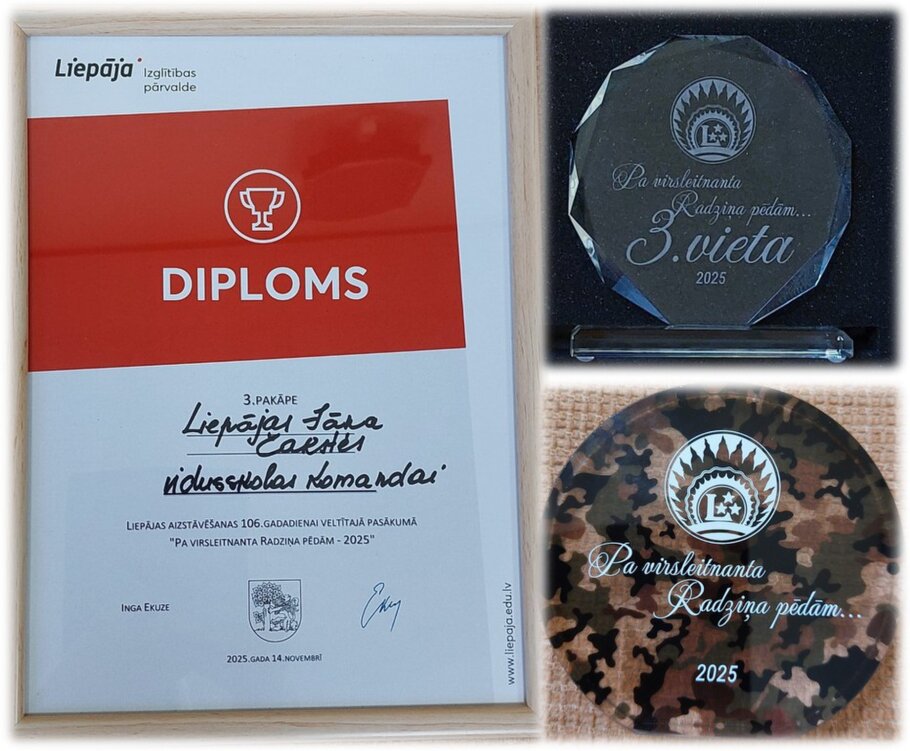 Liepāja Izglītības
pārvalde
DIPLOMS
3.PAKĀPE
Liepājas Jāņa
Čakstes
vidusskolas komandai
LIEPĀJAS AIZSTĀVĒŠANAS 106.GADADIENAI VELTĪTAJĀ PASĀKUMĀ
"PA VIRSLEITNANTA RADZIŅA PĒDĀM - 2025"
INGA EKUZE
2025.GADA 14.NOVEMBRĪ
www.liepaja.edu.lv
L
Pa virsleitnanta
Radziņa pēdām...
3.vieta
2025
L
Pa virsleitnanta
Radziņa pēdām...
2025